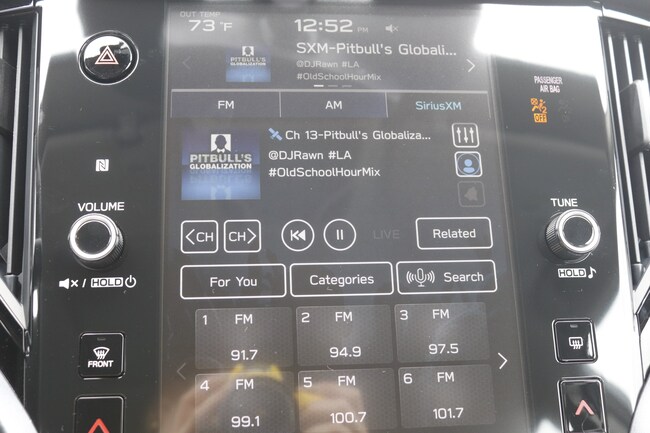 OUT TEMP
73 °F
12:52 PM
SXM-Pitbull's Globali...
@DJRawn #LA
#OldSchoolHourMix
PITBULL'S
GLOBALIZATION
FM
AM
SiriusXM
PASSENGER
AIR BAG
OFF
Ch 13-Pitbull's Globaliza...
@DJRawn #LA
#OldSchoolHourMix
PITBULL'S
GLOBALIZATION
VOLUME
TUNE
<CH
CH>
LIVE
Related
/ HOLD
HOLD
For You
Categories
Search
1 FM
91.7
2 FM
94.9
3 FM
97.5
FRONT
4 FM
99.1
5 FM
100.7
6 FM
101.7